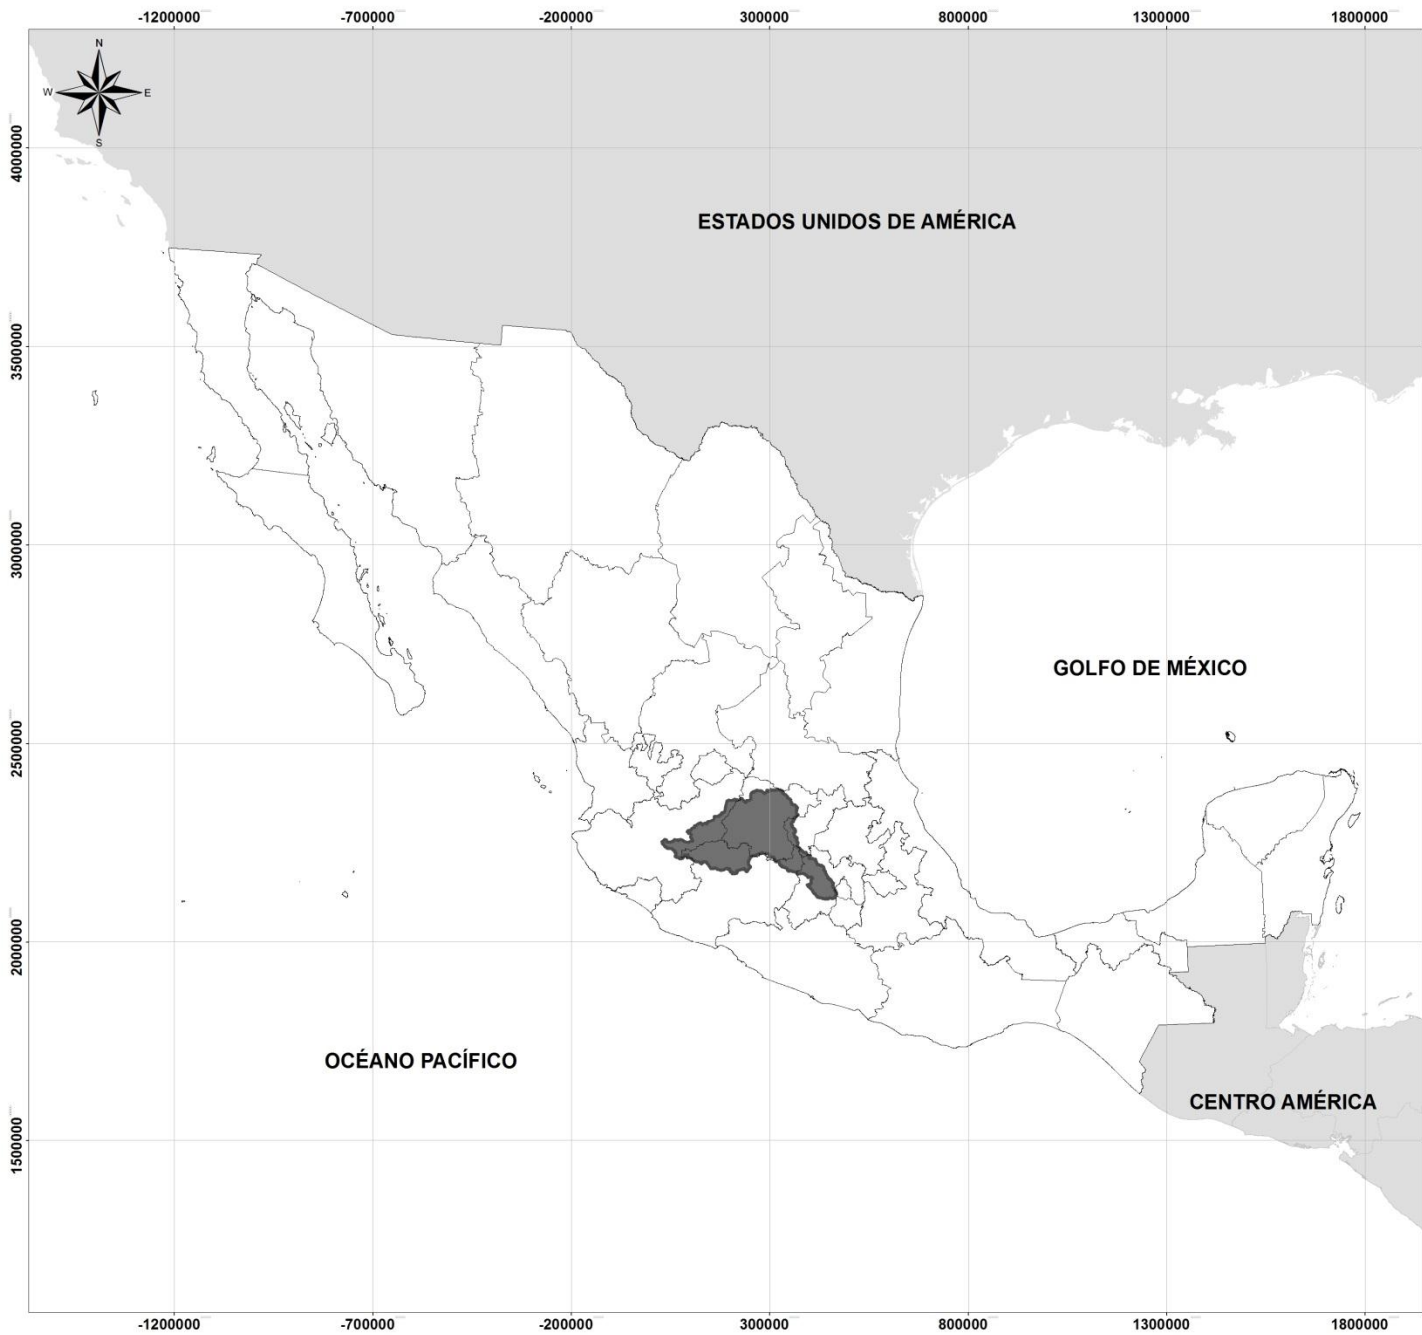 -1200000 -700000 -200000 300000 800000 1300000 1800000
N
W E
S
4000000
ESTADOS UNIDOS DE AMÉRICA
3500000
3000000
GOLFO DE MÉXICO
2500000
2000000
OCÉANO PACÍFICO
CENTRO AMÉRICA
1500000
-1200000 -700000 -200000 300000 800000 1300000 1800000